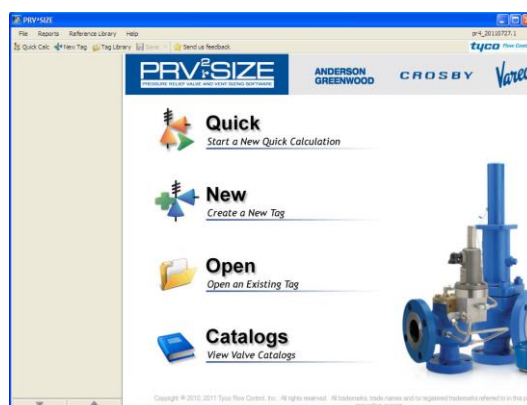 PRV²SIZE
File Reports Reference Library Help pr4_20110727.1
Quick Calc New Tag Tag Library Save Send us feedback tyco Flow Con
PRV²SIZE ANDERSON GREENWOOD CROSBY Varec
PRESSURE RELIEF VALVE AND VENT SIZING SOFTWARE
Quick
Start a New Quick Calculation
New
Create a New Tag
Open
Open an Existing Tag
Catalogs
View Valve Catalogs
Copyright © 2010, 2011 Tyco Flow Control, Inc. All rights reserved. All trademarks, trade names and/or registered trademarks referred to in this p